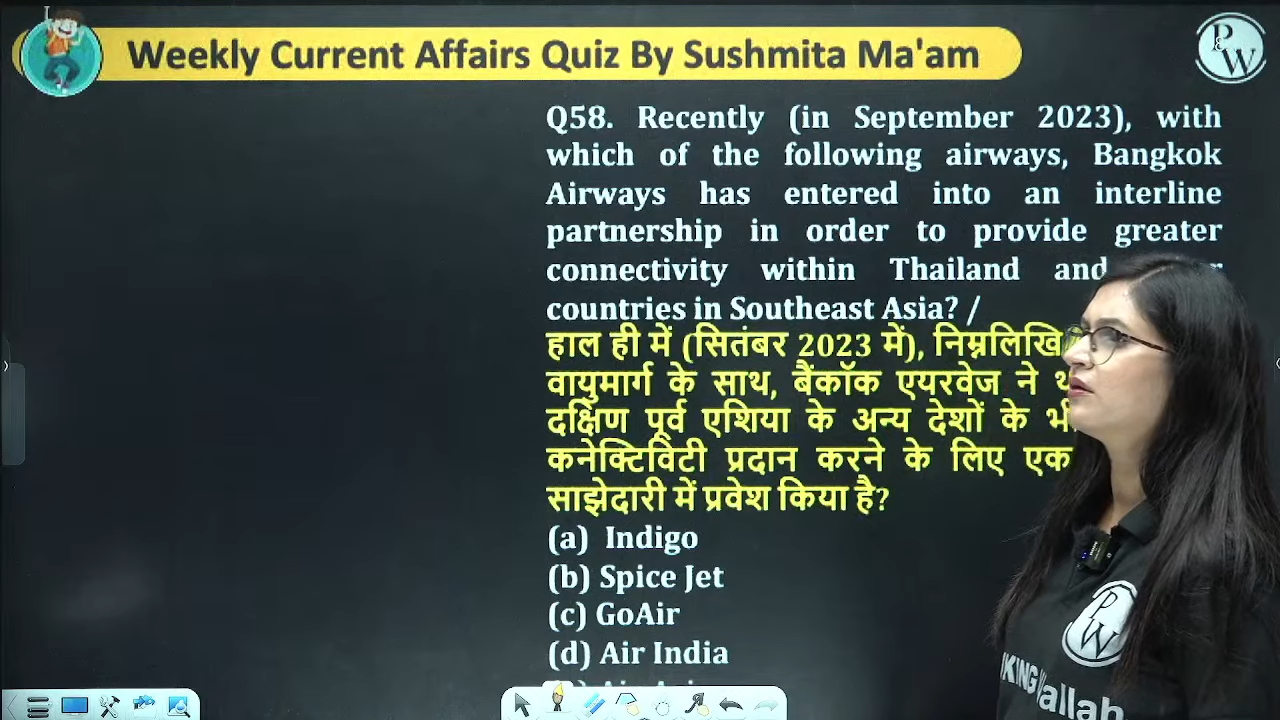 Weekly Current Affairs Quiz By Sushmita Ma'am
P&W
Q58. Recently (in September 2023), with
which of the following airways, Bangkok
Airways has entered into an interline
partnership in order to provide greater
connectivity within Thailand and
countries in Southeast Asia? /
हाल ही में (सितंबर 2023 में),
वायुमार्ग के साथ, बैंकॉक एयरवेज ने
दक्षिण पूर्व एशिया के अन्य देशों के
कनेक्टिविटी प्रदान करने के लिए एक
साझेदारी में प्रवेश किया है?
(a) Indigo
(b) Spice Jet
(c) GoAir
(d) Air India
PW